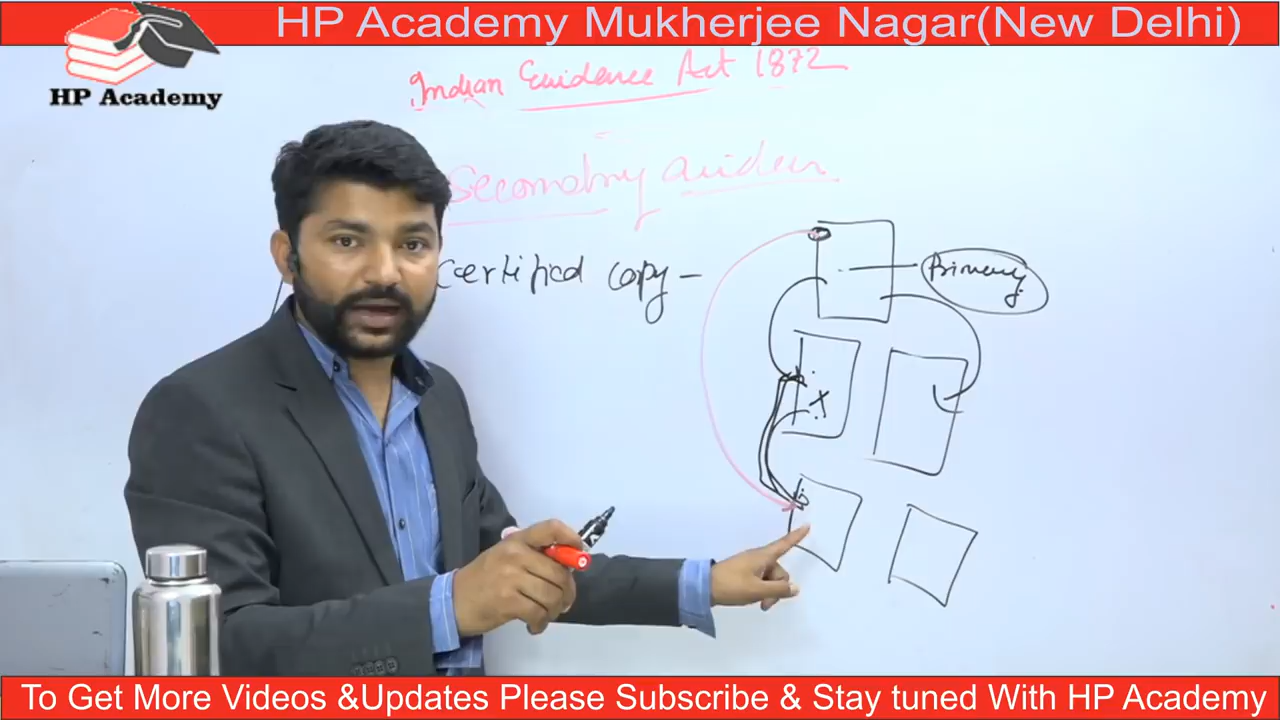 HP Academy Mukherjee Nagar(New Delhi)
HP Academy
Indian Evidence Act 1872
Secondary
certified copy -
Primary
X
To Get More Videos &Updates Please Subscribe & Stay tuned With HP Academy